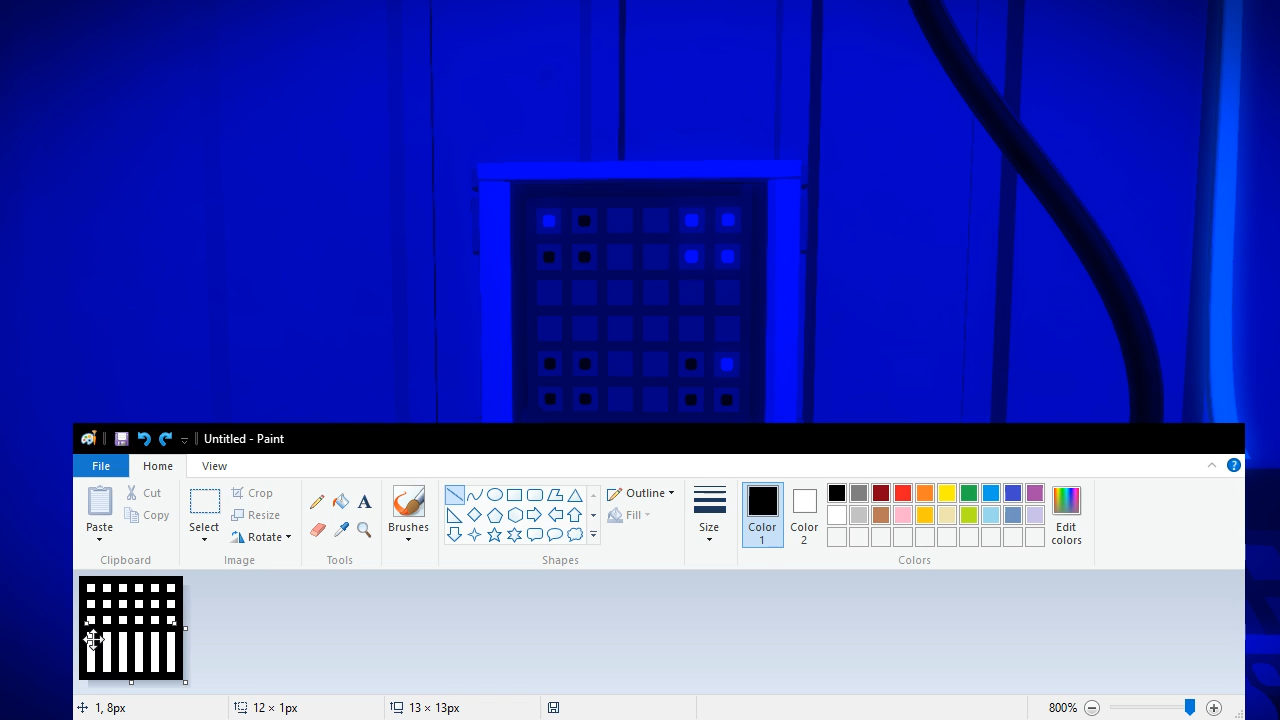 Untitled - Paint
File Home View
Paste
Cut
Copy
Clipboard
Select
Crop
Resize
Rotate
Image
A
Tools
Brushes
Outline
Fill
Shapes
Size
Color 1
Color 2
Edit colors
Colors
?
1, 8px
12 × 1px
13 × 13px
800%